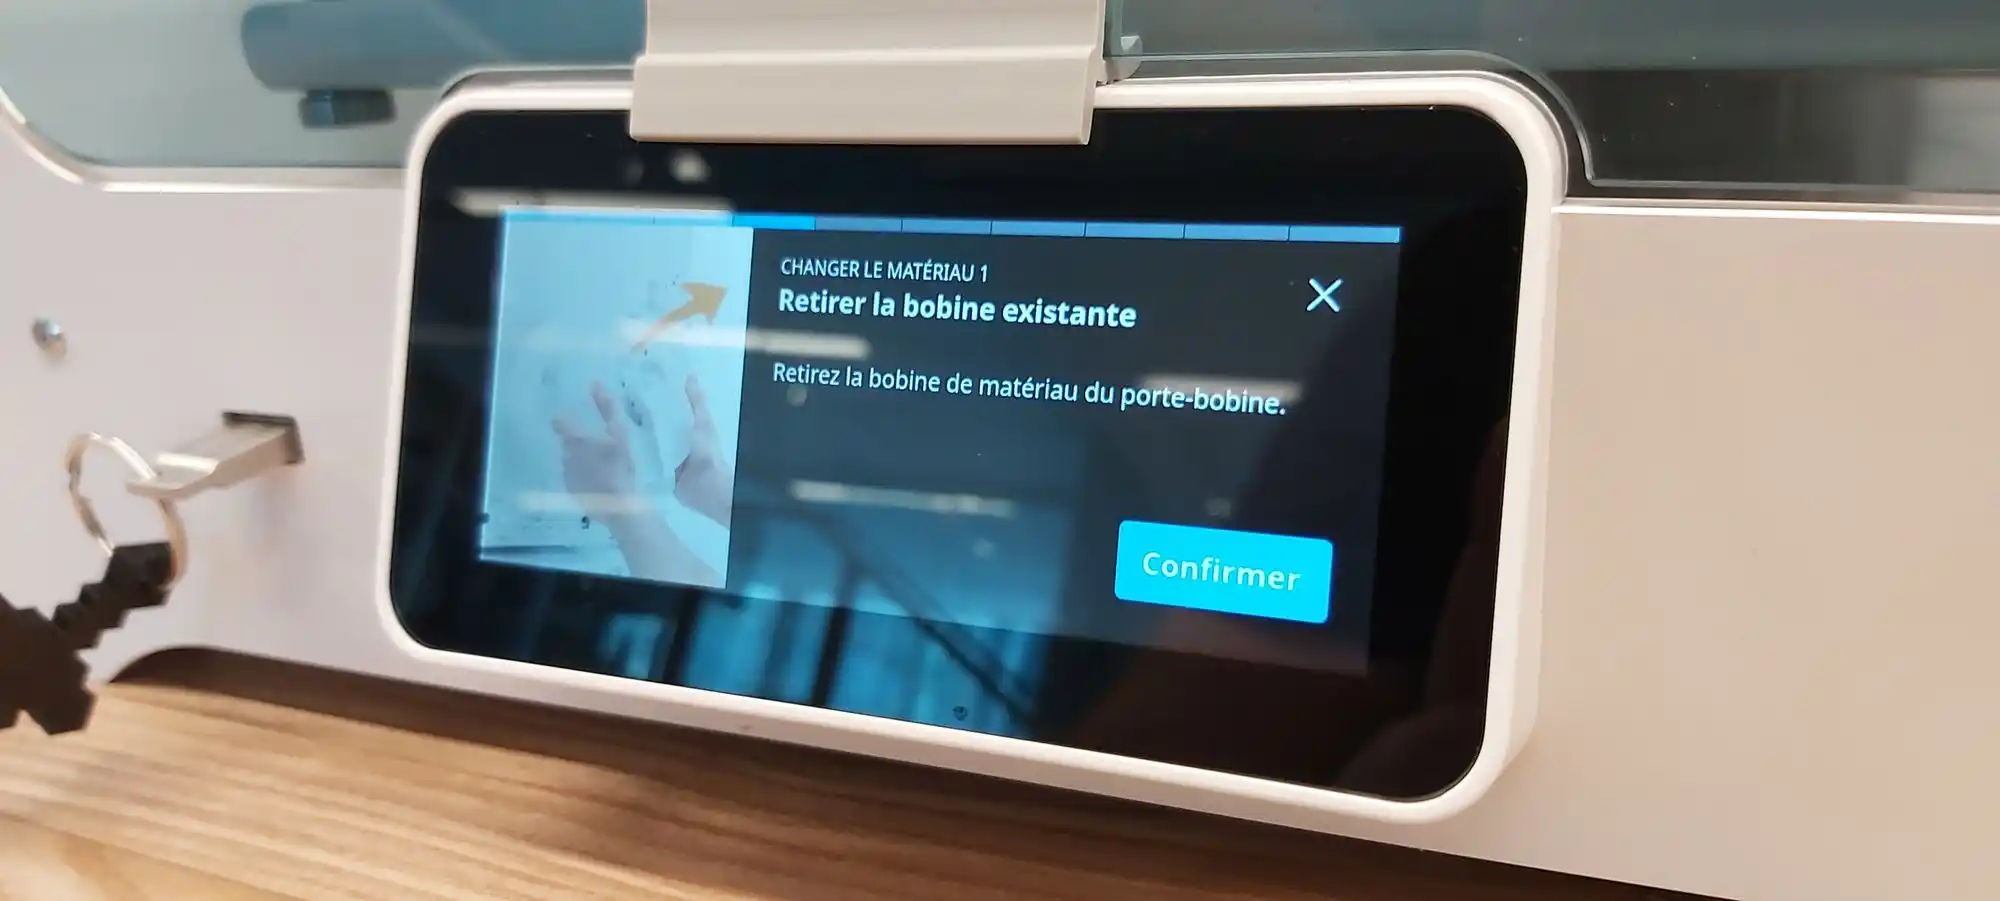 CHANGER LE MATÉRIAU 1
Retirer la bobine existante
Retirez la bobine de matériau du porte-bobine.
Confirmer